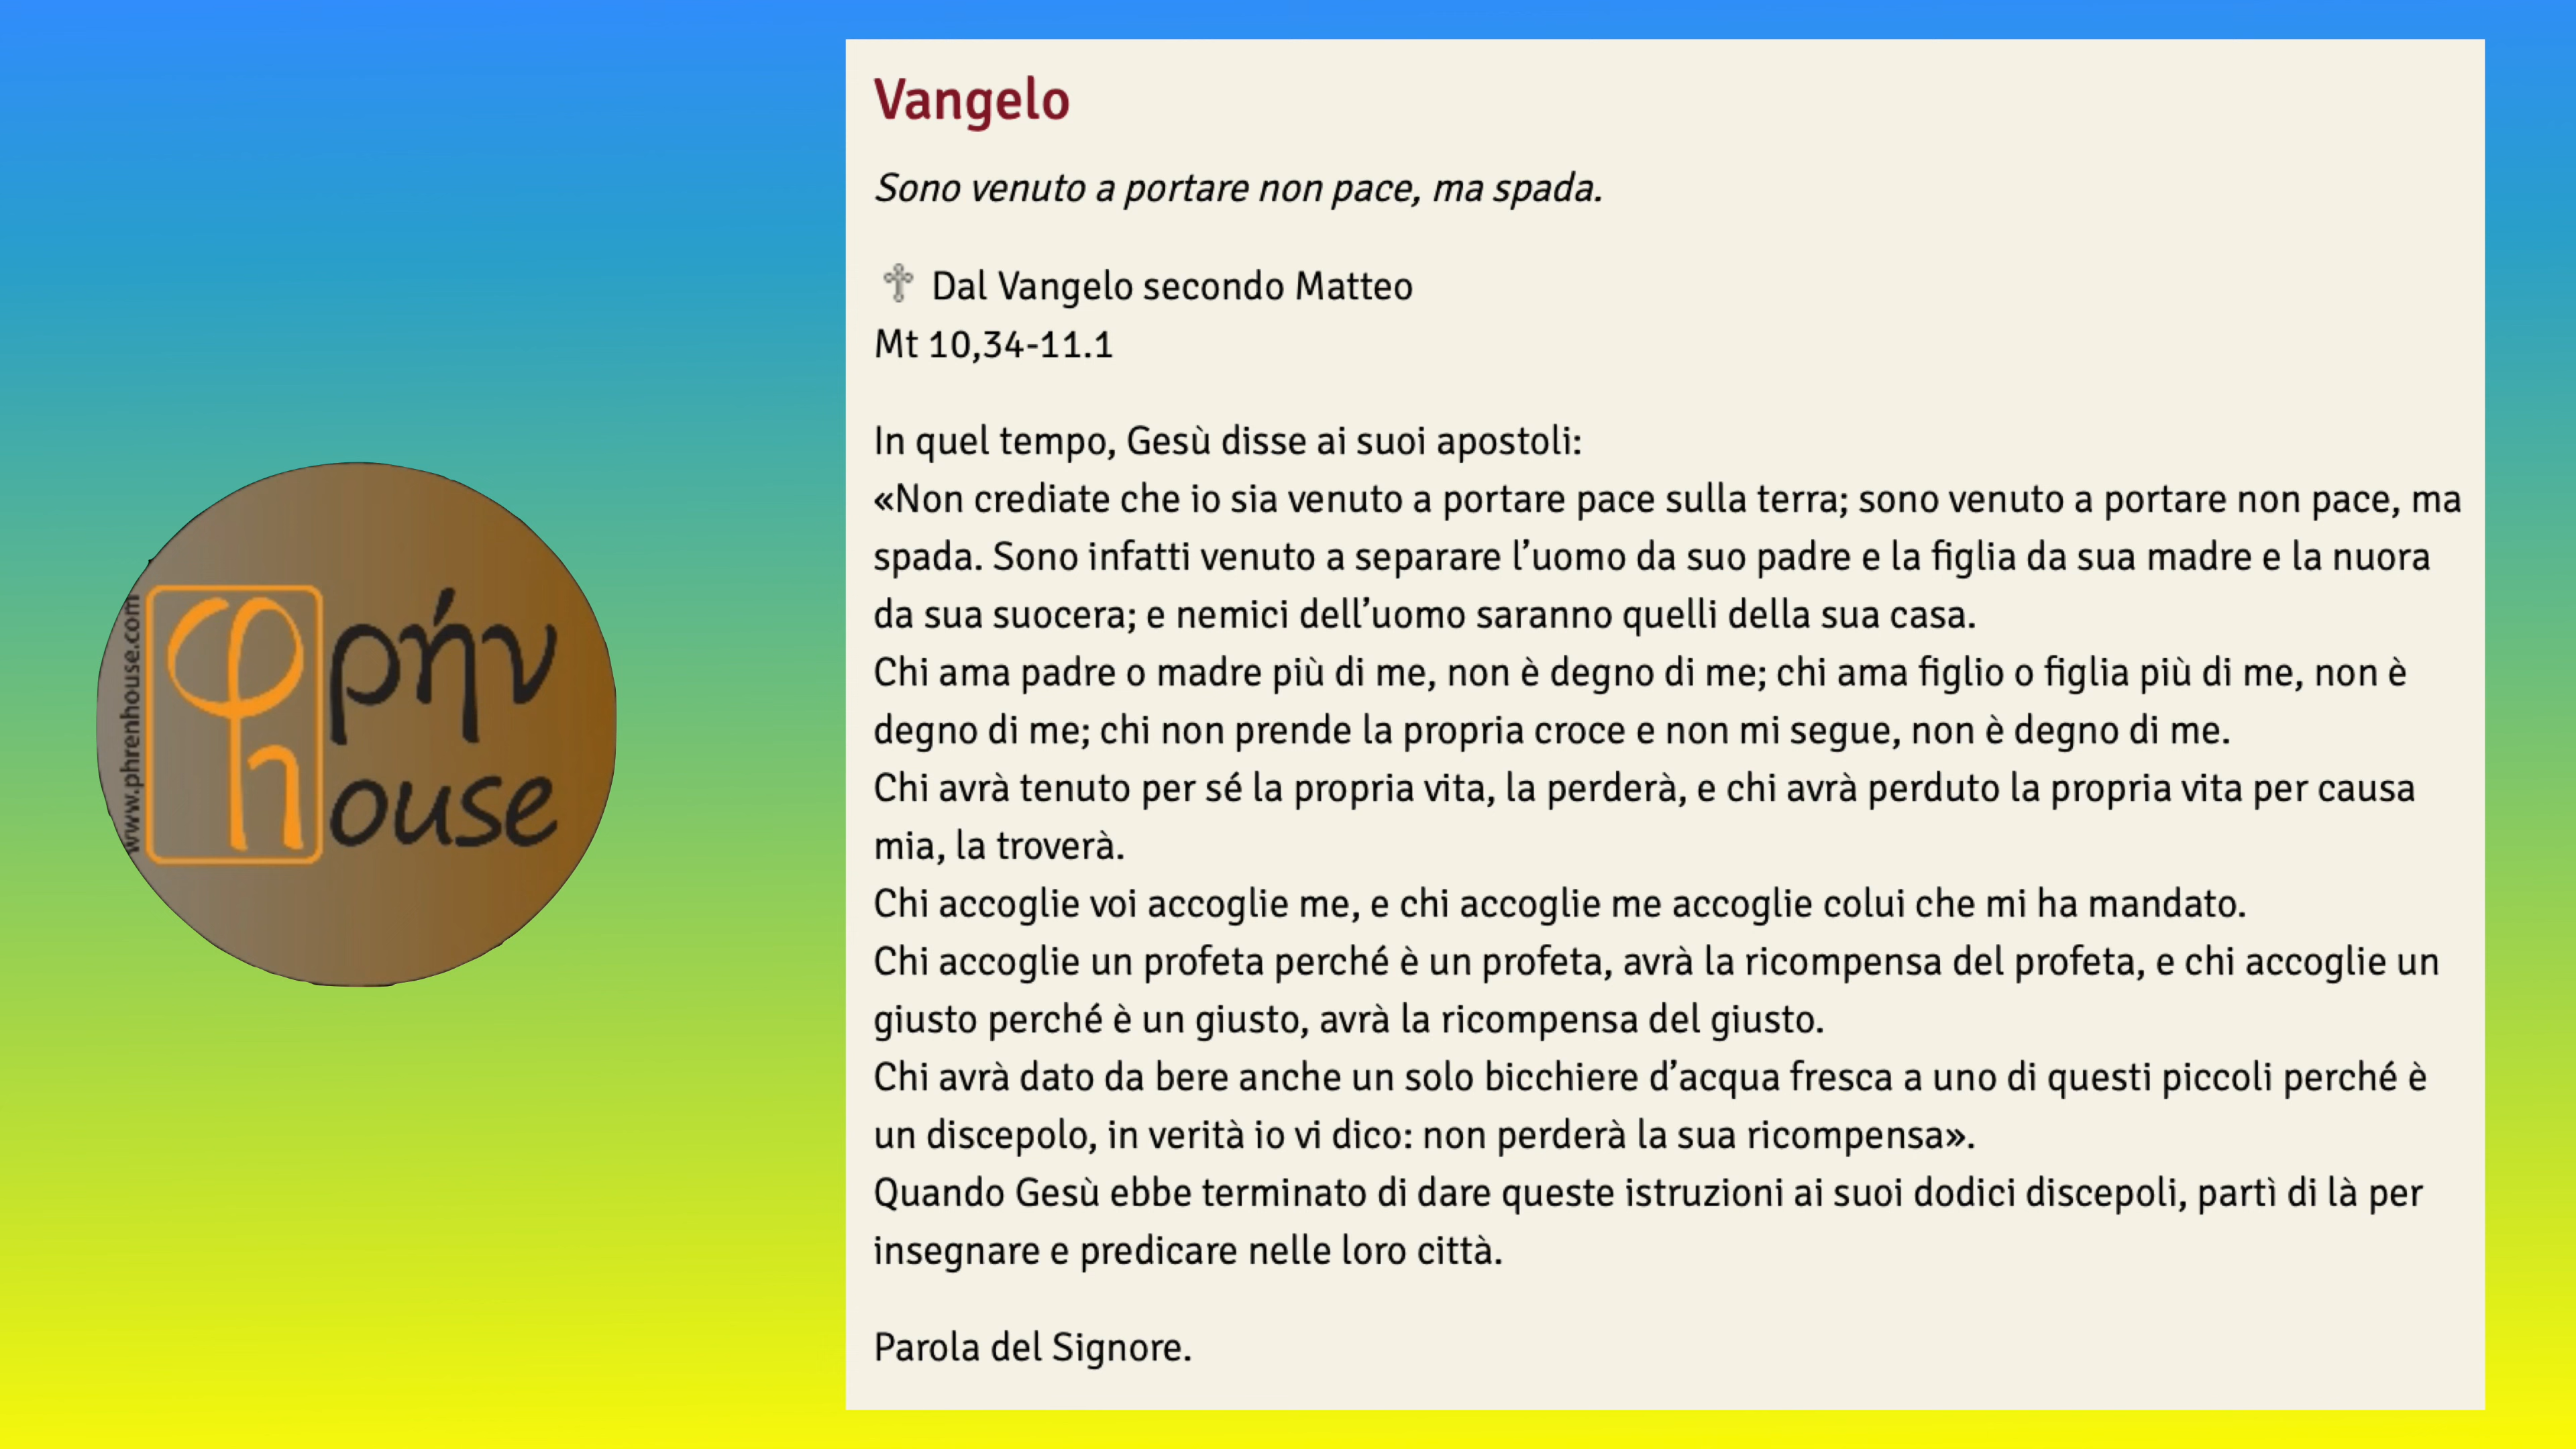 www.phrenhouse.com
φρήν
house
Vangelo
Sono venuto a portare non pace, ma spada.
Dal Vangelo secondo Matteo
Mt 10,34-11.1
In quel tempo, Gesù disse ai suoi apostoli:
«Non crediate che io sia venuto a portare pace sulla terra; sono venuto a portare non pace, ma
spada. Sono infatti venuto a separare l’uomo da suo padre e la figlia da sua madre e la nuora
da sua suocera; e nemici dell’uomo saranno quelli della sua casa.
Chi ama padre o madre più di me, non è degno di me; chi ama figlio o figlia più di me, non è
degno di me; chi non prende la propria croce e non mi segue, non è degno di me.
Chi avrà tenuto per sé la propria vita, la perderà, e chi avrà perduto la propria vita per causa
mia, la troverà.
Chi accoglie voi accoglie me, e chi accoglie me accoglie colui che mi ha mandato.
Chi accoglie un profeta perché è un profeta, avrà la ricompensa del profeta, e chi accoglie un
giusto perché è un giusto, avrà la ricompensa del giusto.
Chi avrà dato da bere anche un solo bicchiere d’acqua fresca a uno di questi piccoli perché è
un discepolo, in verità io vi dico: non perderà la sua ricompensa».
Quando Gesù ebbe terminato di dare queste istruzioni ai suoi dodici discepoli, partì di là per
insegnare e predicare nelle loro città.
Parola del Signore.